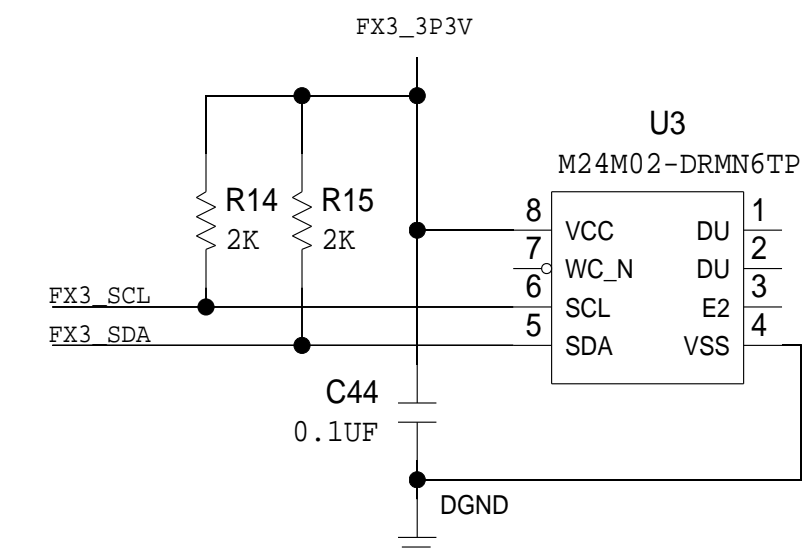 FX3_3P3V
U3
M24M02-DRMN6TP
R14
2K
R15
2K
8
VCC
DU
1
7
WC_N
DU
2
FX3_SCL
6
SCL
E2
3
FX3_SDA
5
SDA
VSS
4
C44
0.1UF
DGND